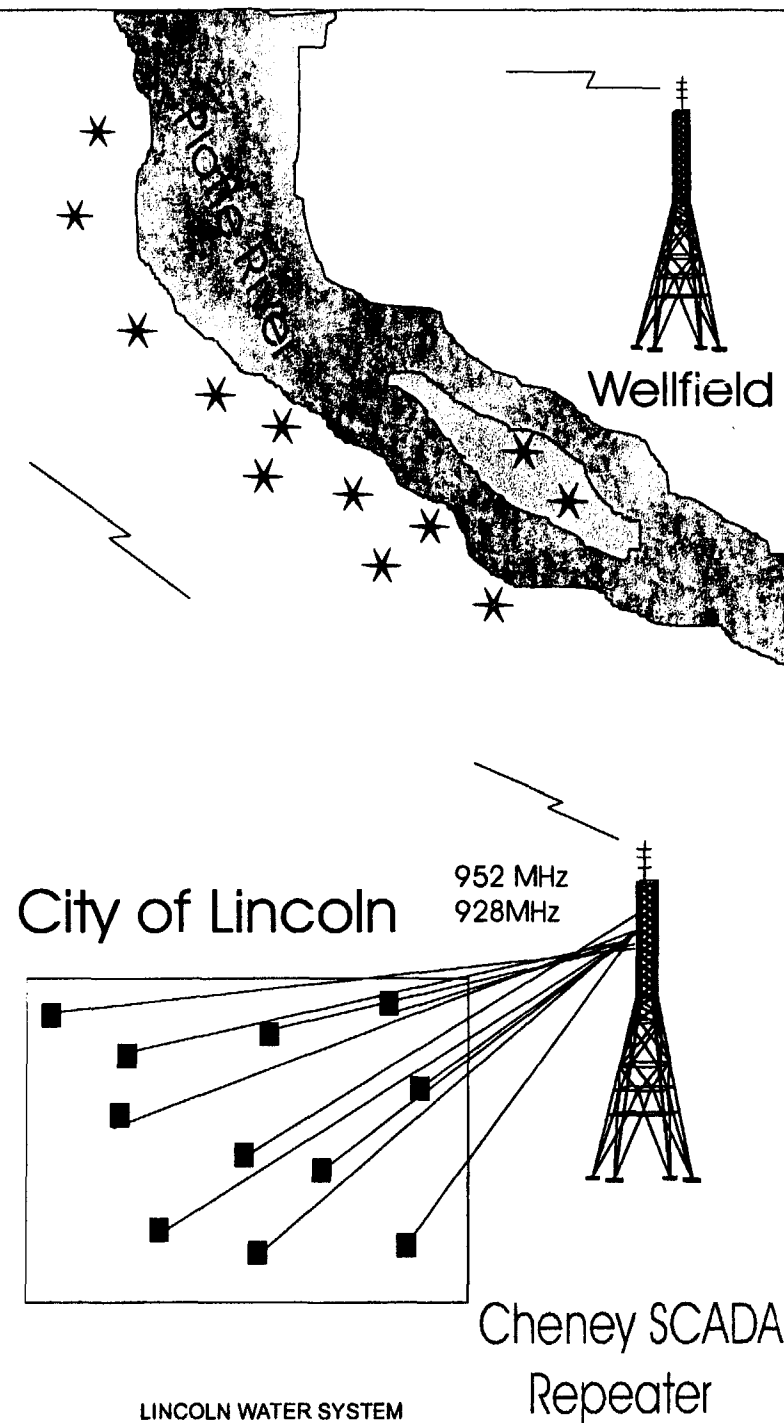 Platte River
Wellfield
952 MHz
928MHz
City of Lincoln
Cheney SCADA
Repeater
LINCOLN WATER SYSTEM